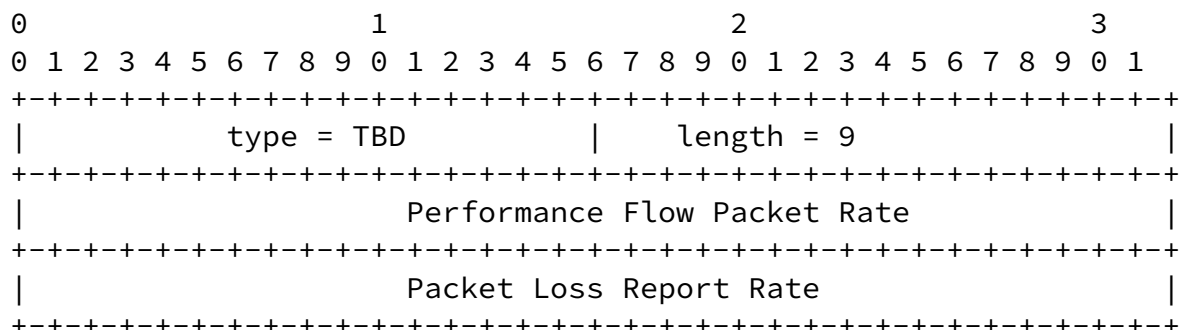 0                   1                   2                   3
0 1 2 3 4 5 6 7 8 9 0 1 2 3 4 5 6 7 8 9 0 1 2 3 4 5 6 7 8 9 0 1
+-+-+-+-+-+-+-+-+-+-+-+-+-+-+-+-+-+-+-+-+-+-+-+-+-+-+-+-+-+-+-+-+
|           type = TBD          |    length = 9                 |
+-+-+-+-+-+-+-+-+-+-+-+-+-+-+-+-+-+-+-+-+-+-+-+-+-+-+-+-+-+-+-+-+
|                     Performance Flow Packet Rate              |
+-+-+-+-+-+-+-+-+-+-+-+-+-+-+-+-+-+-+-+-+-+-+-+-+-+-+-+-+-+-+-+-+
|                     Packet Loss Report Rate                   |
+-+-+-+-+-+-+-+-+-+-+-+-+-+-+-+-+-+-+-+-+-+-+-+-+-+-+-+-+-+-+-+-+